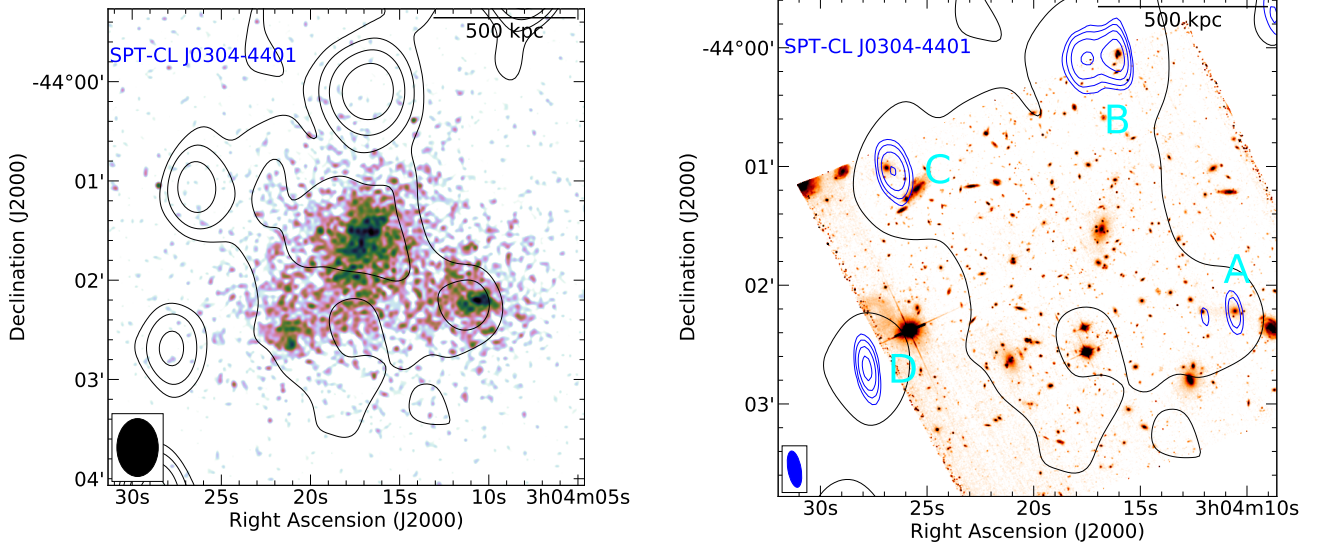 500 kpc
SPT-CL J0304-4401
-44°00'
01'
02'
03'
04'
Declination (J2000)
30s 25s 20s 15s 10s 3h04m05s
Right Ascension (J2000)
500 kpc
SPT-CL J0304-4401
-44°00'
01'
02'
03'
Declination (J2000)
B
C
A
D
30s 25s 20s 15s 3h04m10s
Right Ascension (J2000)